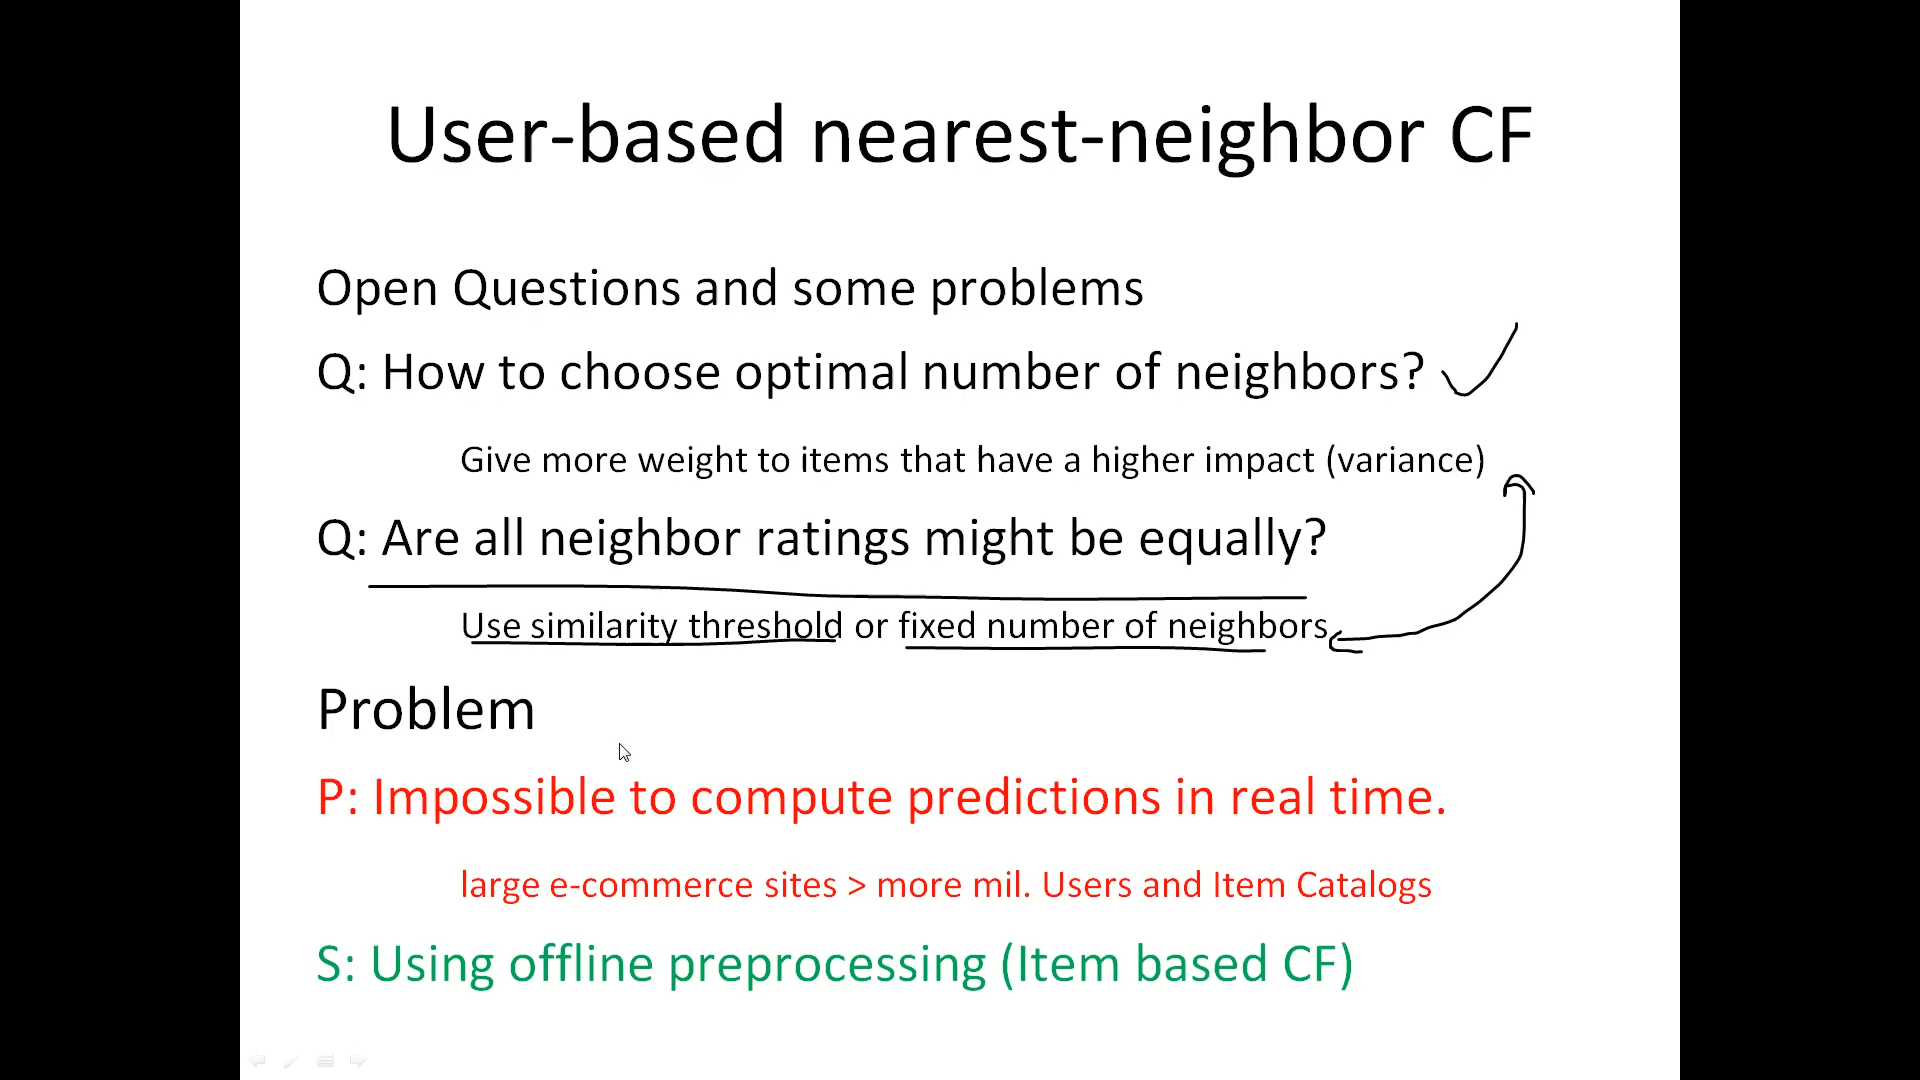 User-based nearest-neighbor CF
Open Questions and some problems
Q: How to choose optimal number of neighbors?
Give more weight to items that have a higher impact (variance)
Q: Are all neighbor ratings might be equally?
Use similarity threshold or fixed number of neighbors
Problem
P: Impossible to compute predictions in real time.
large e-commerce sites > more mil. Users and Item Catalogs
S: Using offline preprocessing (Item based CF)